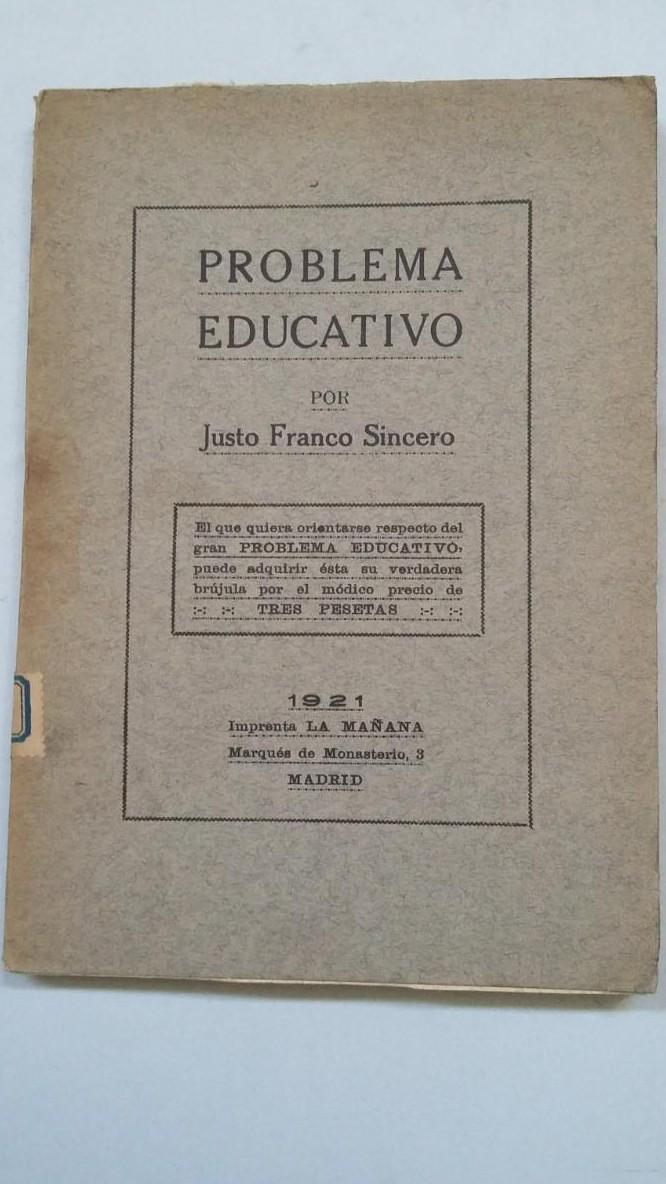 PROBLEMA
EDUCATIVO
POR
Justo Franco Sincero
El que quiera orientarse respecto del
gran PROBLEMA EDUCATIVO,
puede adquirir ésta su verdadera
brújula por el módico precio de
:-: :-: TRES PESETAS :-: :-:
1921
Imprenta LA MAÑANA
Marqués de Monasterio, 3
MADRID